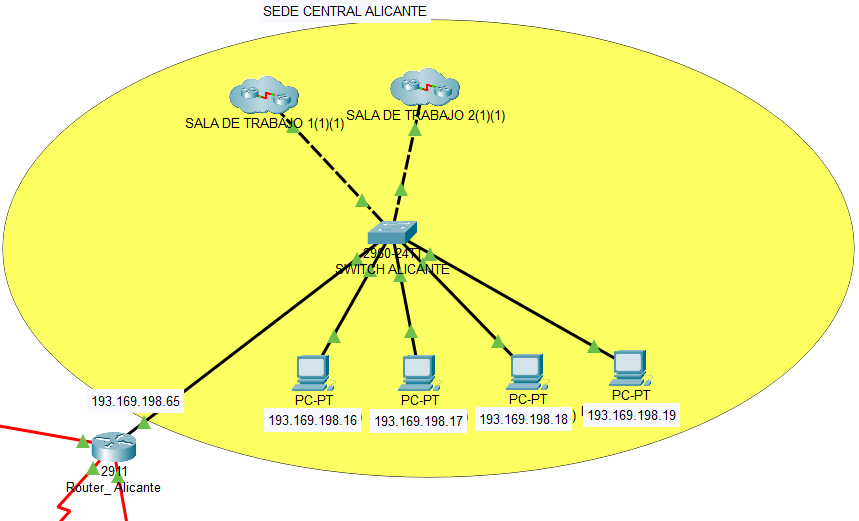 SEDE CENTRAL ALICANTE
SALA DE TRABAJO 1(1)(1)
SALA DE TRABAJO 2(1)(1)
2960-24TT
SWITCH ALICANTE
PC-PT
PC-PT
PC-PT
PC-PT
193.169.198.65
193.169.198.16
193.169.198.17
193.169.198.18
193.169.198.19
2911
Router_ Alicante